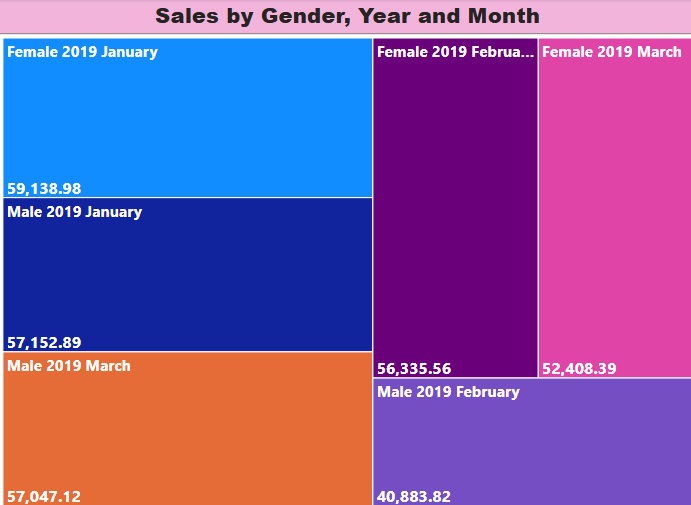 Sales by Gender, Year and Month
Female 2019 January
59,138.98
Male 2019 January
57,152.89
Male 2019 March
57,047.12
Female 2019 Februa...
56,335.56
Female 2019 March
52,408.39
Male 2019 February
40,883.82